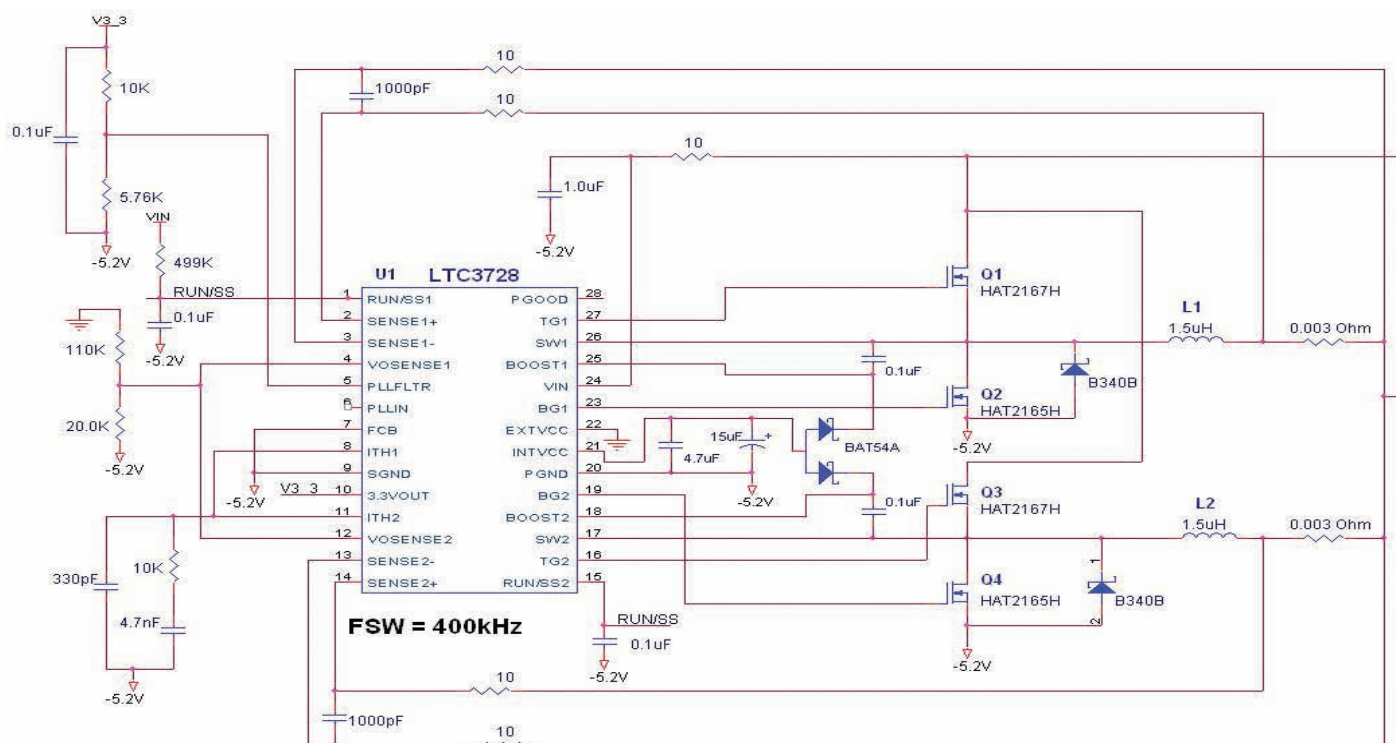 V3_3
10
10K
1000pF
10
0.1uF
10
1.0uF
5.76K
VIN
-5.2V
-5.2V
499K
U1 LTC3728
Q1
HAT2167H
RUN/SS
1 RUN/SS1 PGOOD 28
0.1uF
2 SENSE1+ TG1 27
L1
1.5uH
0.003 Ohm
3 SENSE1- SW1 26
110K
-5.2V
4 VOSENSE1 BOOST1 25
0.1uF
5 PLLFLTR VIN 24
B340B
Q2
HAT2165H
6 PLLIN BG1 23
20.0K
7 FCB EXTVCC 22
15uF +
BAT54A
-5.2V
8 ITH1 INTVCC 21
4.7uF
-5.2V
9 SGND PGND 20
-5.2V
-5.2V
V3_3
10 3.3VOUT BG2 19
Q3
HAT2167H
0.1uF
L2
1.5uH
0.003 Ohm
11 ITH2 BOOST2 18
12 VOSENSE2 SW2 17
13 SENSE2- TG2 16
10K
330pF
14 SENSE2+ RUN/SS2 15
Q4
HAT2165H
1
B340B
2
4.7nF
FSW = 400kHz
RUN/SS
0.1uF
-5.2V
-5.2V
-5.2V
10
1000pF
10